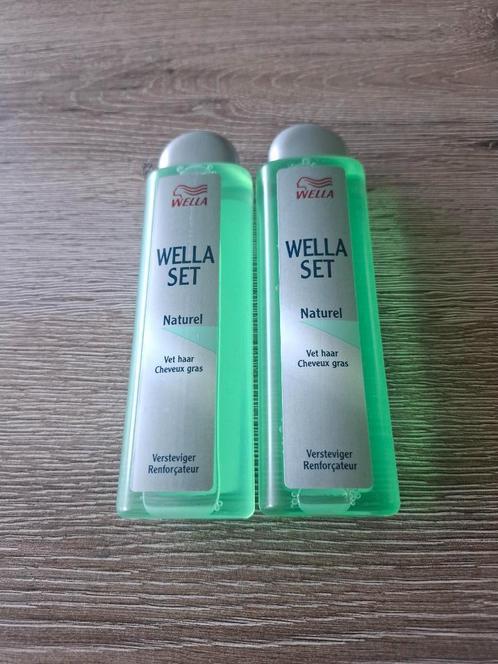 WELLA
WELLA
SET
Naturel
Vet haar
Cheveux gras
Versteviger
Renforçateur
WELLA
WELLA
SET
Naturel
Vet haar
Cheveux gras
Versteviger
Renforçateur